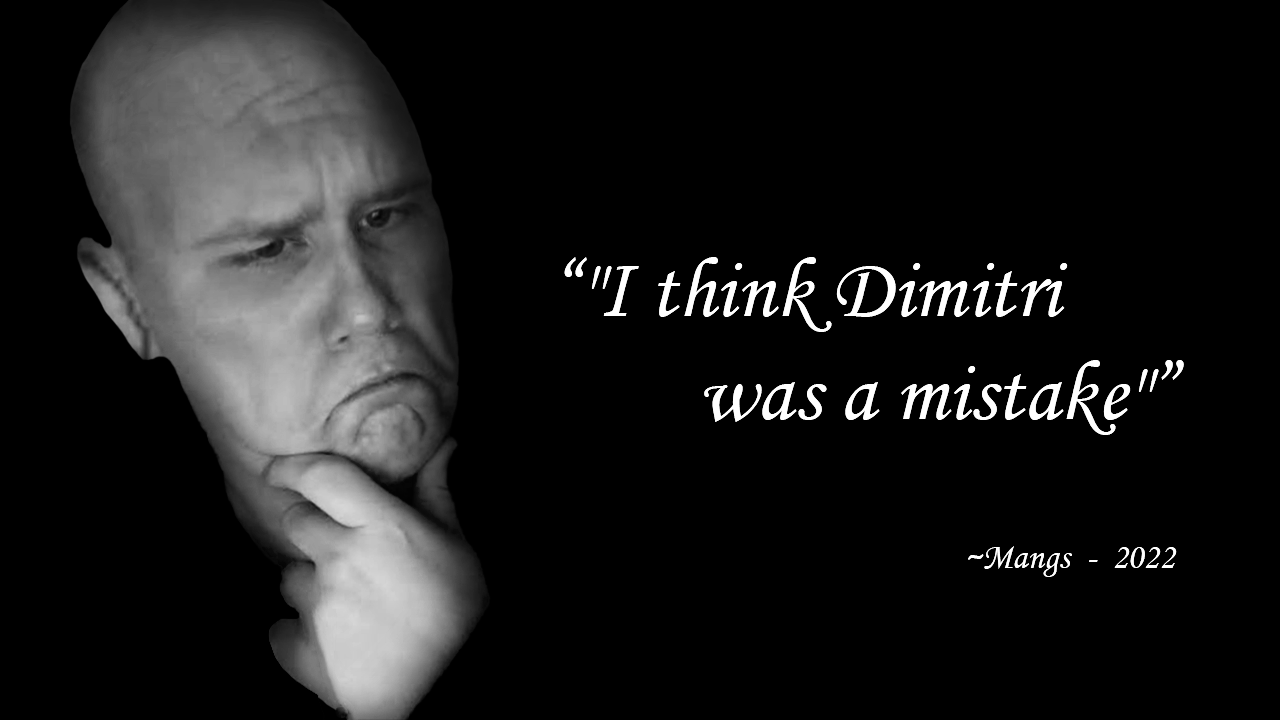 “"I think Dimitri
was a mistake"”
~Mangs - 2022